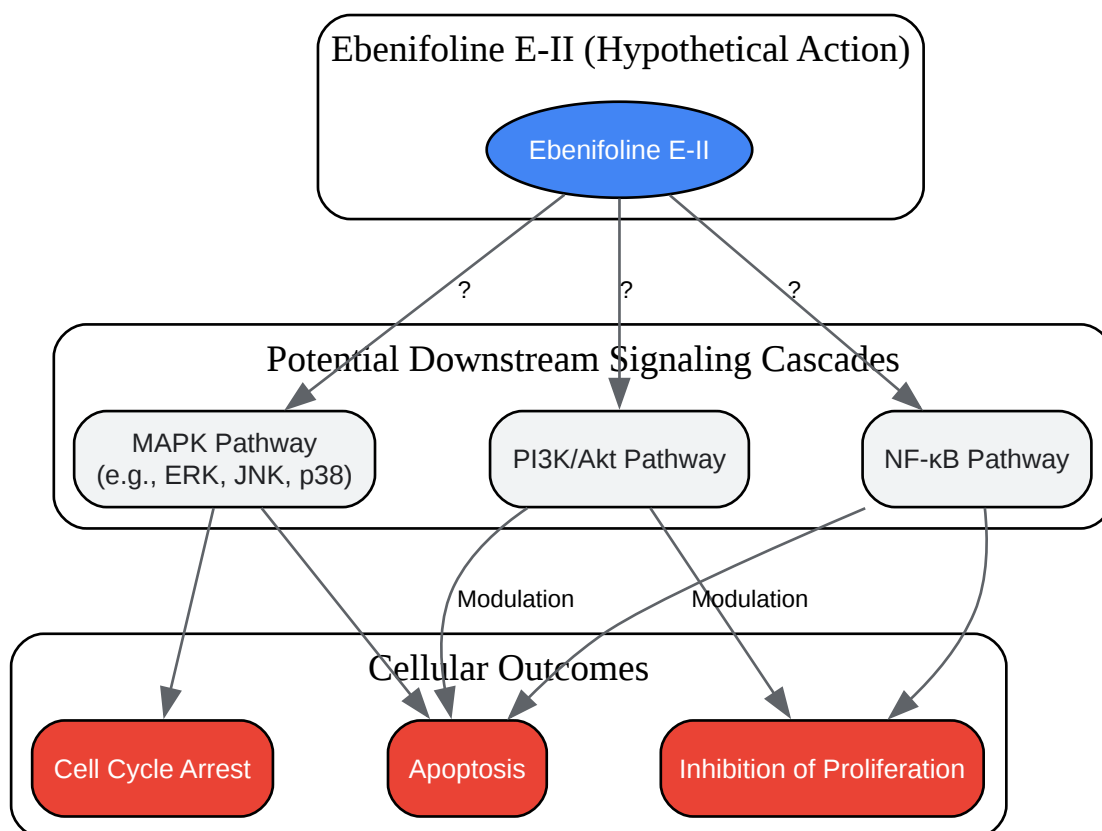 Ebenifoline E-II (Hypothetical Action)
Ebenifoline E-II
?
?
?
Potential Downstream Signaling Cascades
MAPK Pathway
(e.g., ERK, JNK, p38)
PI3K/Akt Pathway
NF-κB Pathway
Modulation
Modulation
Cellular Outcomes
Cell Cycle Arrest
Apoptosis
Inhibition of Proliferation